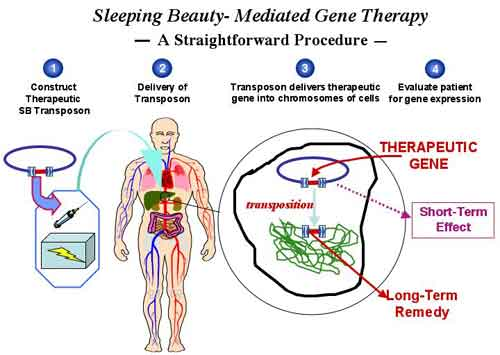 Sleeping Beauty- Mediated Gene Therapy
— A Straightforward Procedure —
1
Construct
Therapeutic
SB Transposon
2
Delivery of
Transposon
3
Transposon delivers therapeutic
gene into chromosomes of cells
4
Evaluate patient
for gene expression
THERAPEUTIC
GENE
transposition
Short-Term
Effect
Long-Term
Remedy